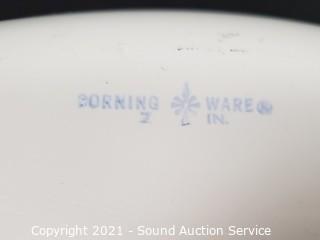 CORNING WARE®
2 IN.
Copyright 2021 - Sound Auction Service